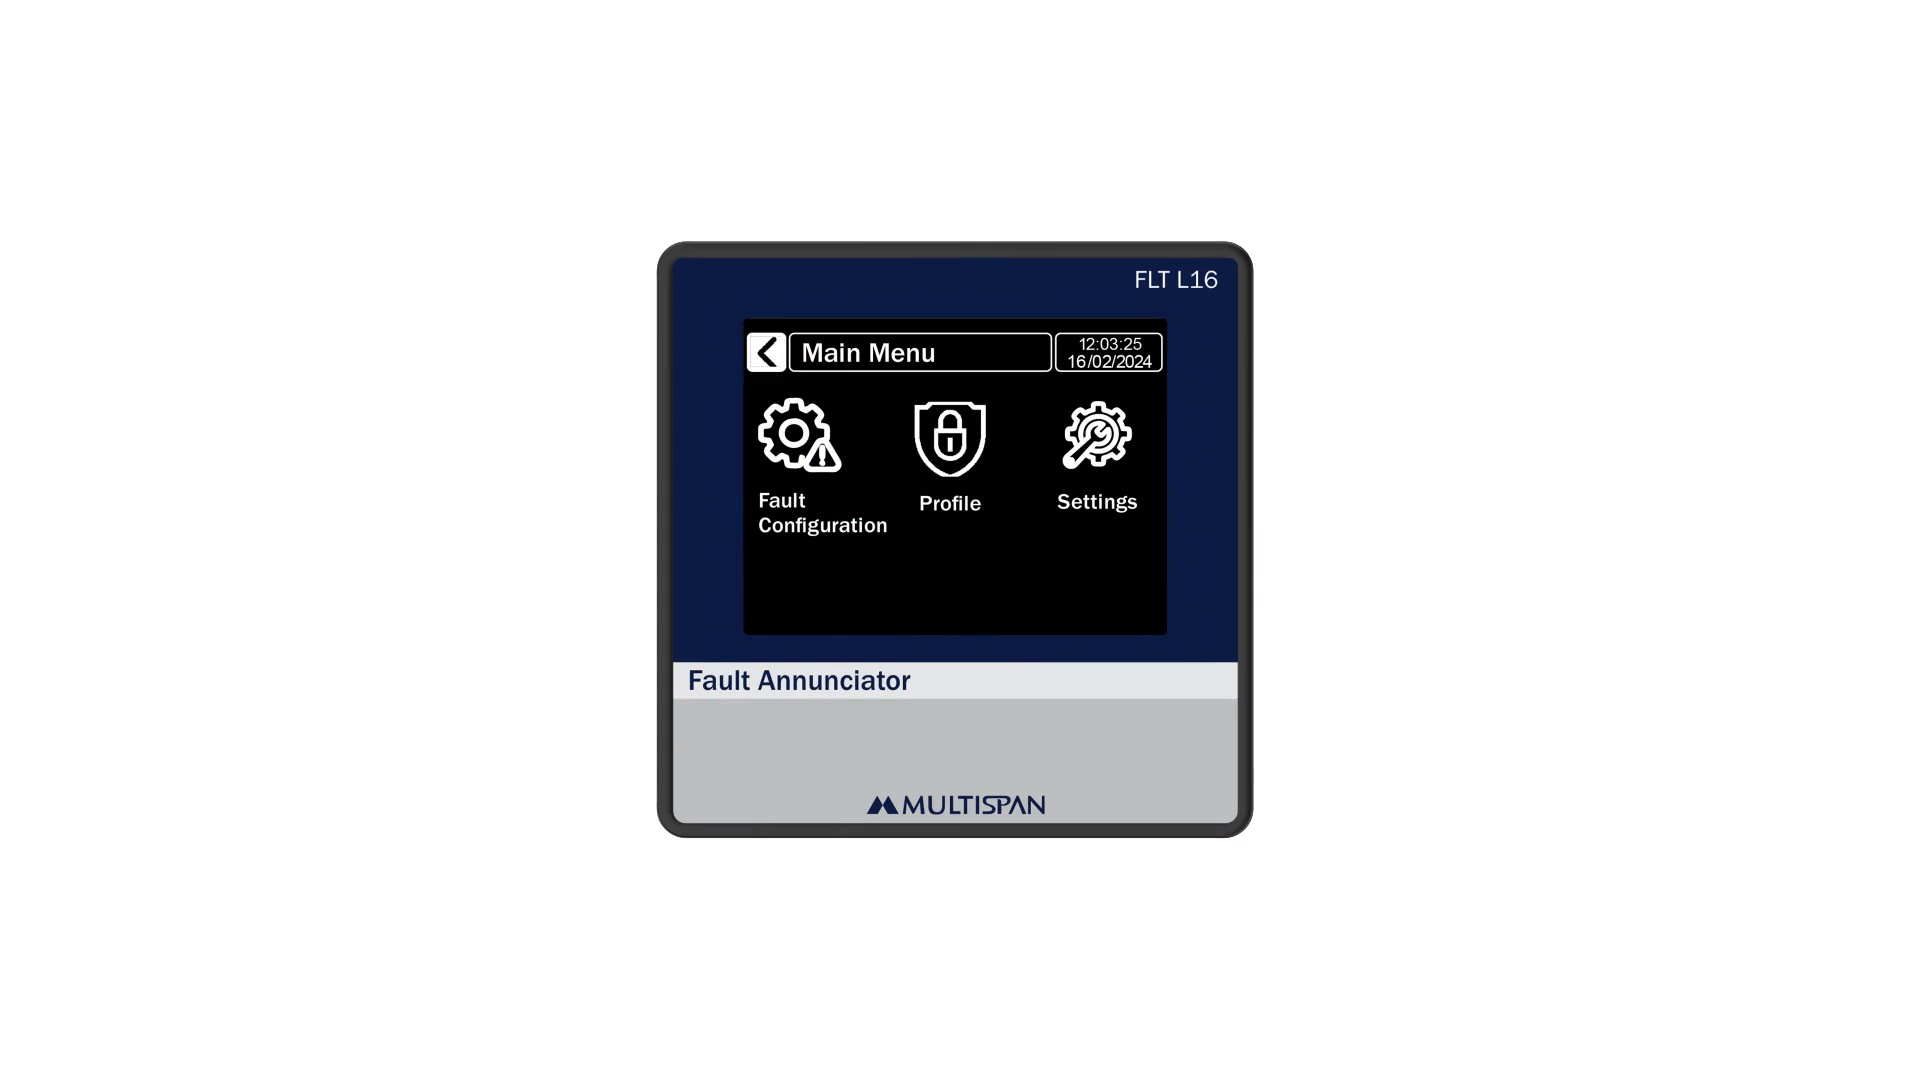 FLT L16
Main Menu
12:03:25
16/02/2024
Fault
Configuration
Profile
Settings
Fault Annunciator
MULTISPAN